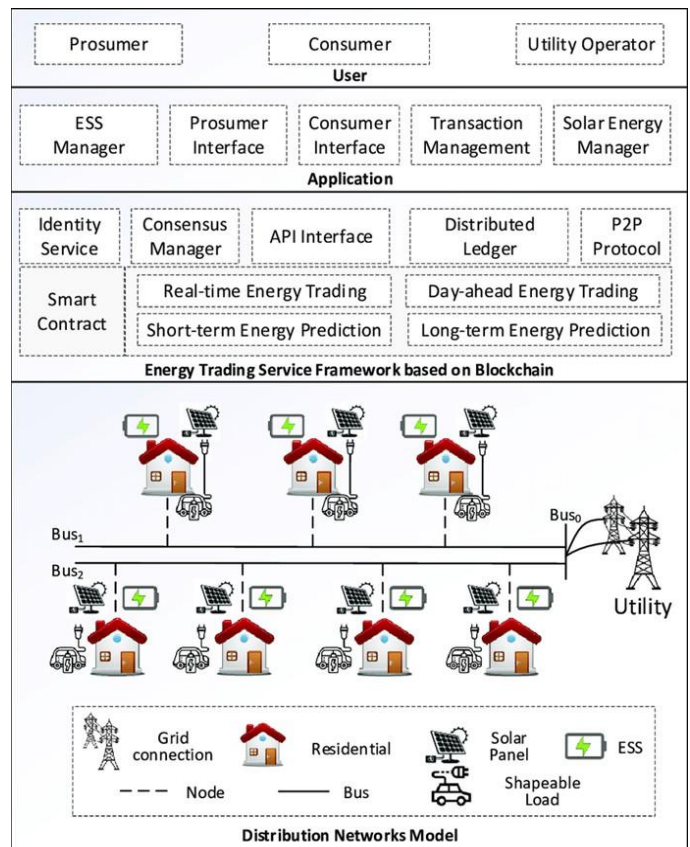 Prosumer
Consumer
Utility Operator
User
ESS
Manager
Prosumer
Interface
Consumer
Interface
Transaction
Management
Solar Energy
Manager
Application
Identity
Service
Consensus
Manager
API Interface
Distributed
Ledger
P2P
Protocol
Smart
Contract
Real-time Energy Trading
Day-ahead Energy Trading
Short-term Energy Prediction
Long-term Energy Prediction
Energy Trading Service Framework based on Blockchain
Bus₀
Bus₁
Bus₂
Utility
Grid
connection
Residential
Solar
Panel
ESS
Node
Bus
Shapeable
Load
Distribution Networks Model